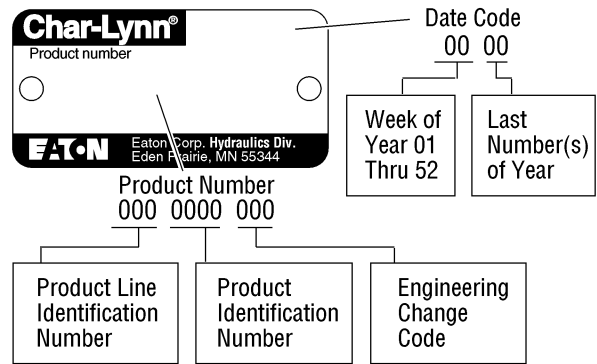 Char-Lynn®
Product number
EATON
Eaton Corp. Hydraulics Div.
Eden Prairie, MN 55344
Date Code
00 00
Week of
Year 01
Thru 52
Last
Number(s)
of Year
Product Number
000 0000 000
Product Line
Identification
Number
Product
Identification
Number
Engineering
Change
Code